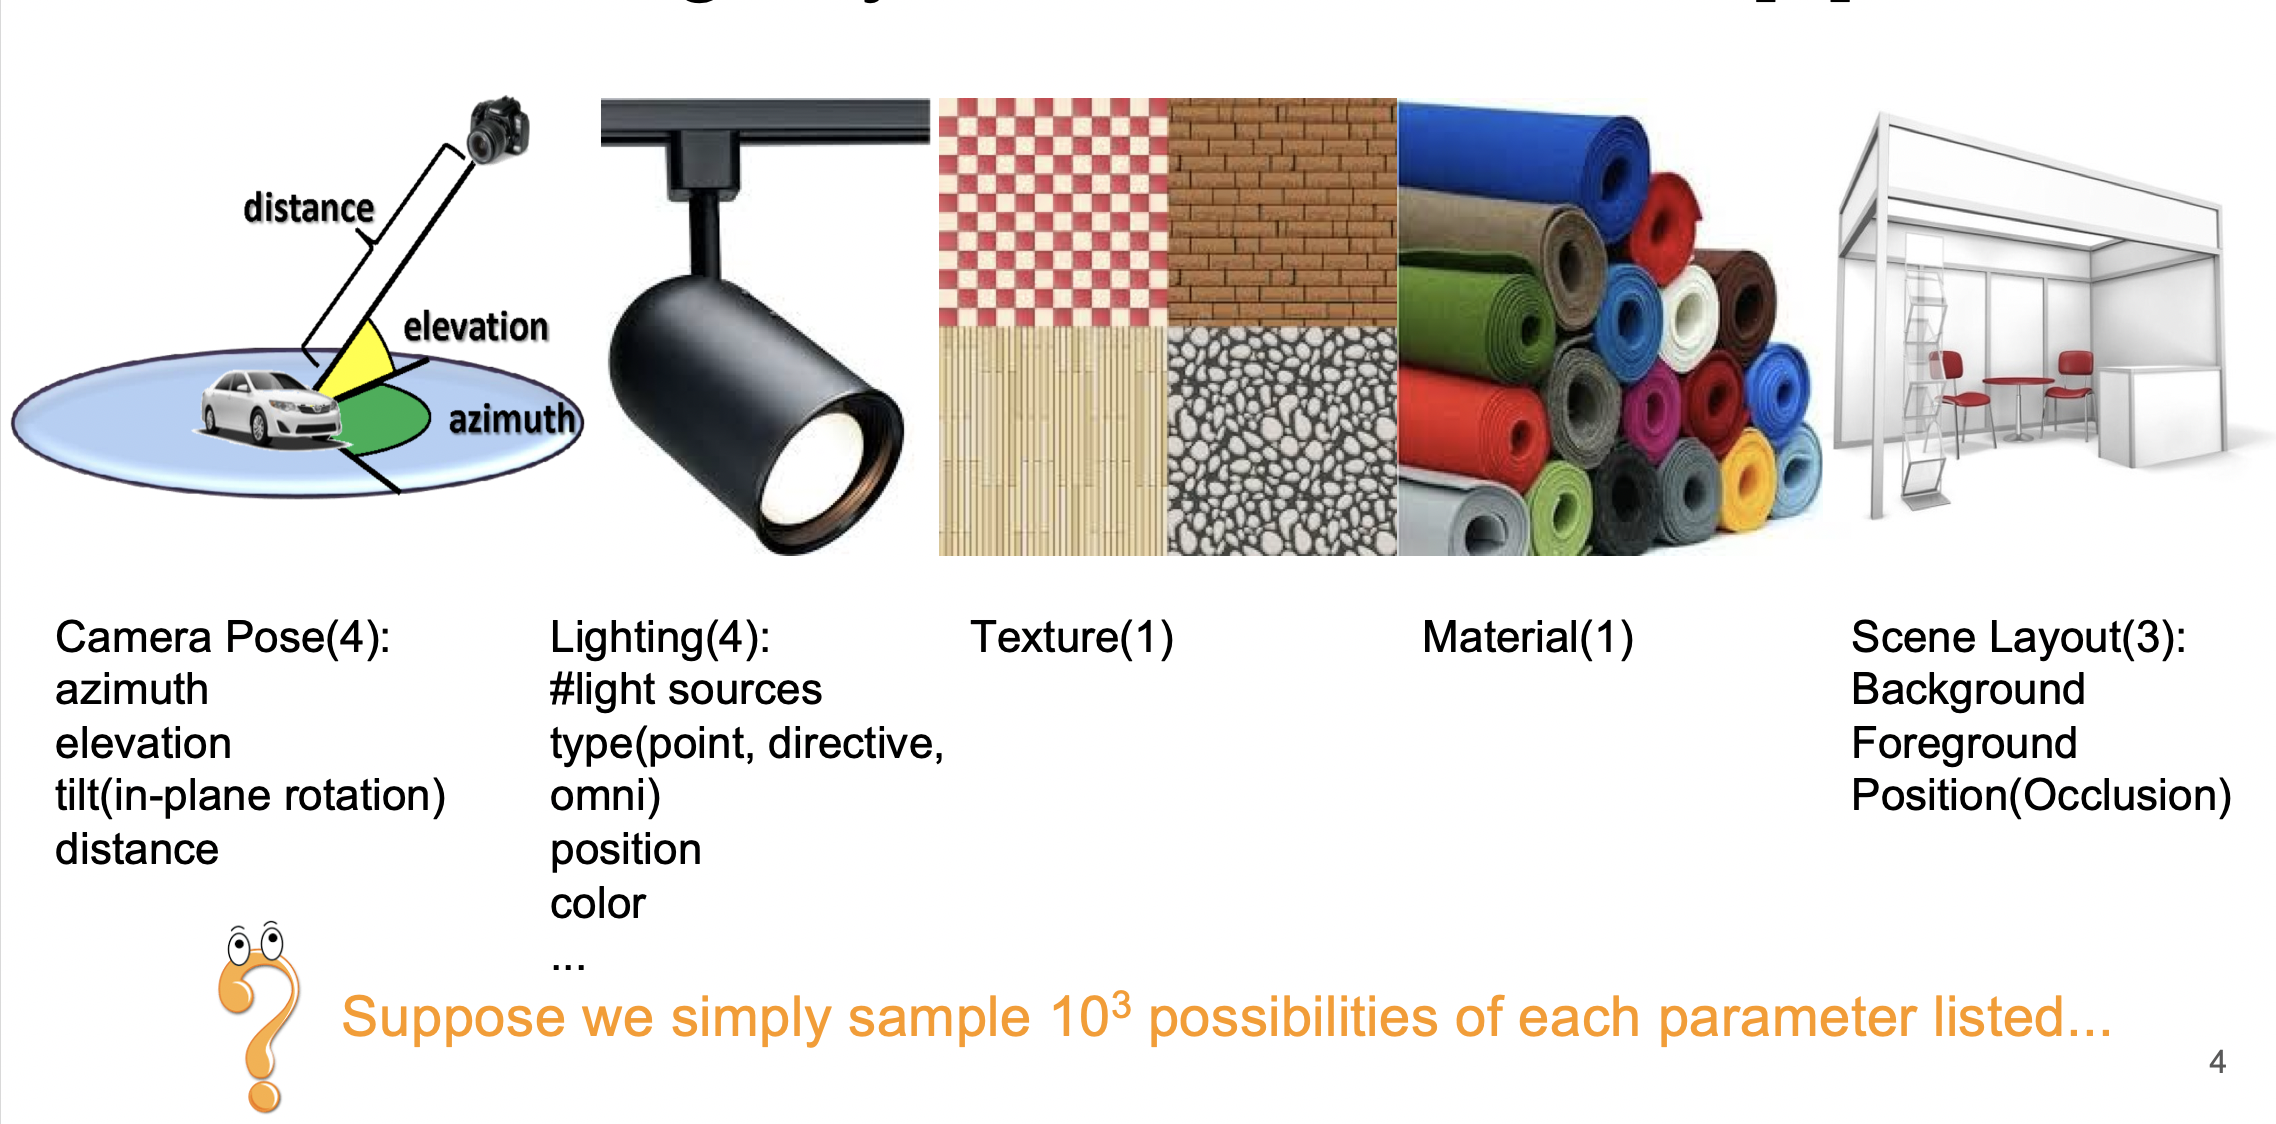 distance
elevation
azimuth
Camera Pose(4):
azimuth
elevation
tilt(in-plane rotation)
distance
Lighting(4):
#light sources
type(point, directive,
omni)
position
color
...
Texture(1)
Material(1)
Scene Layout(3):
Background
Foreground
Position(Occlusion)
Suppose we simply sample 10³ possibilities of each parameter listed...
4